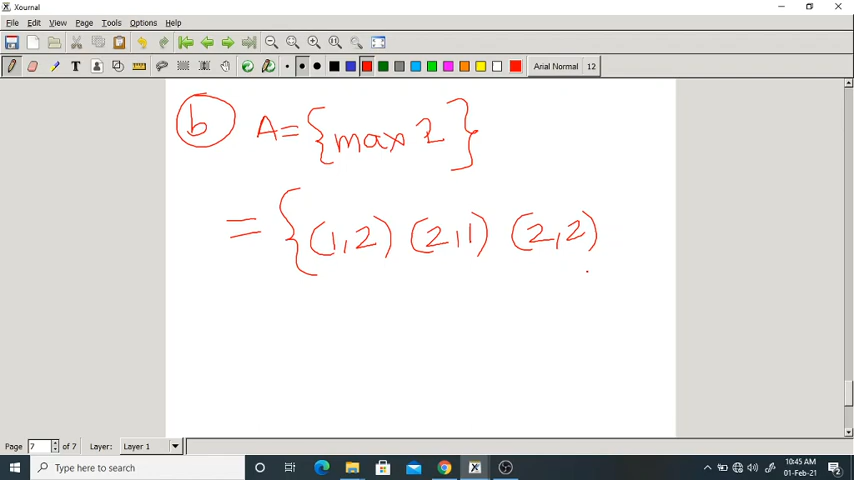 Xournal
File Edit View Page Tools Options Help
Arial Normal 12
b A = { max 2 }
= { (1,2) (2,1) (2,2)
Page 7 of 7 Layer: Layer 1
Type here to search
10:45 AM
01-Feb-21
2